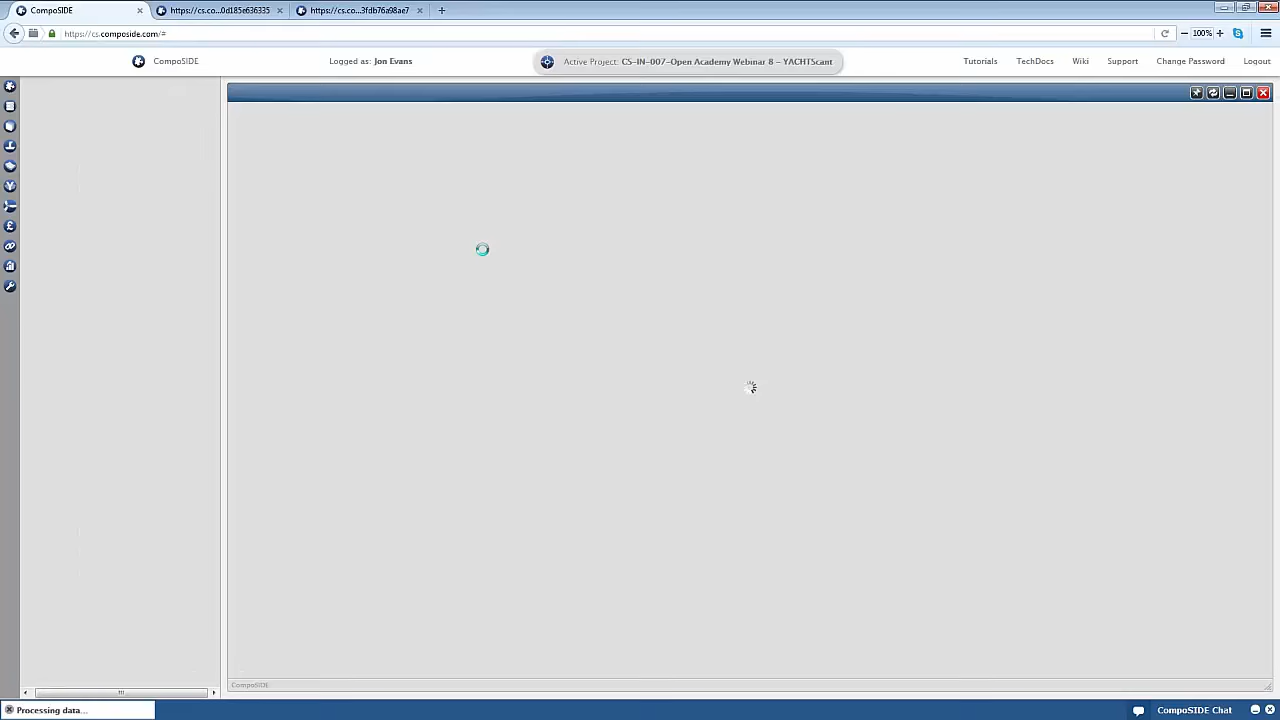 CompoSIDE
https://cs.co...0d185e636335
https://cs.co...3fdb76a98ae7
https://cs.composide.com/#
100%
CompoSIDE
Logged as: Jon Evans
Active Project: CS-IN-007-Open Academy Webinar 8 - YACHTScant
Tutorials
TechDocs
Wiki
Support
Change Password
Logout
CompoSIDE
Processing data...
CompoSIDE Chat